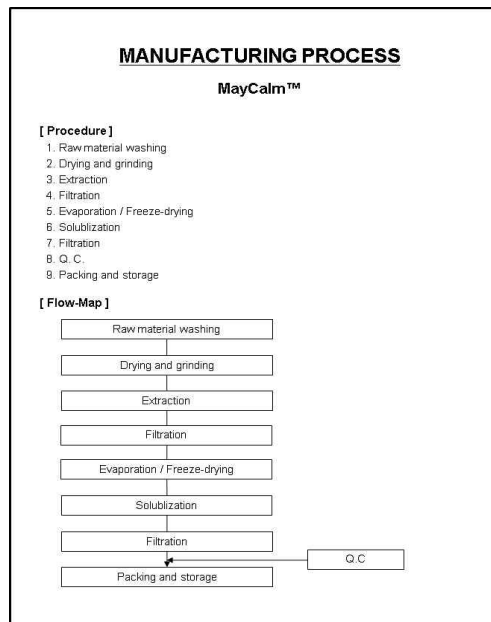 MANUFACTURING PROCESS
MayCalm™
[ Procedure ]
1. Raw material washing
2. Drying and grinding
3. Extraction
4. Filtration
5. Evaporation / Freeze-drying
6. Solublization
7. Filtration
8. Q. C.
9. Packing and storage
[ Flow-Map ]
Raw material washing
Drying and grinding
Extraction
Filtration
Evaporation / Freeze-drying
Solublization
Filtration
Q.C
Packing and storage